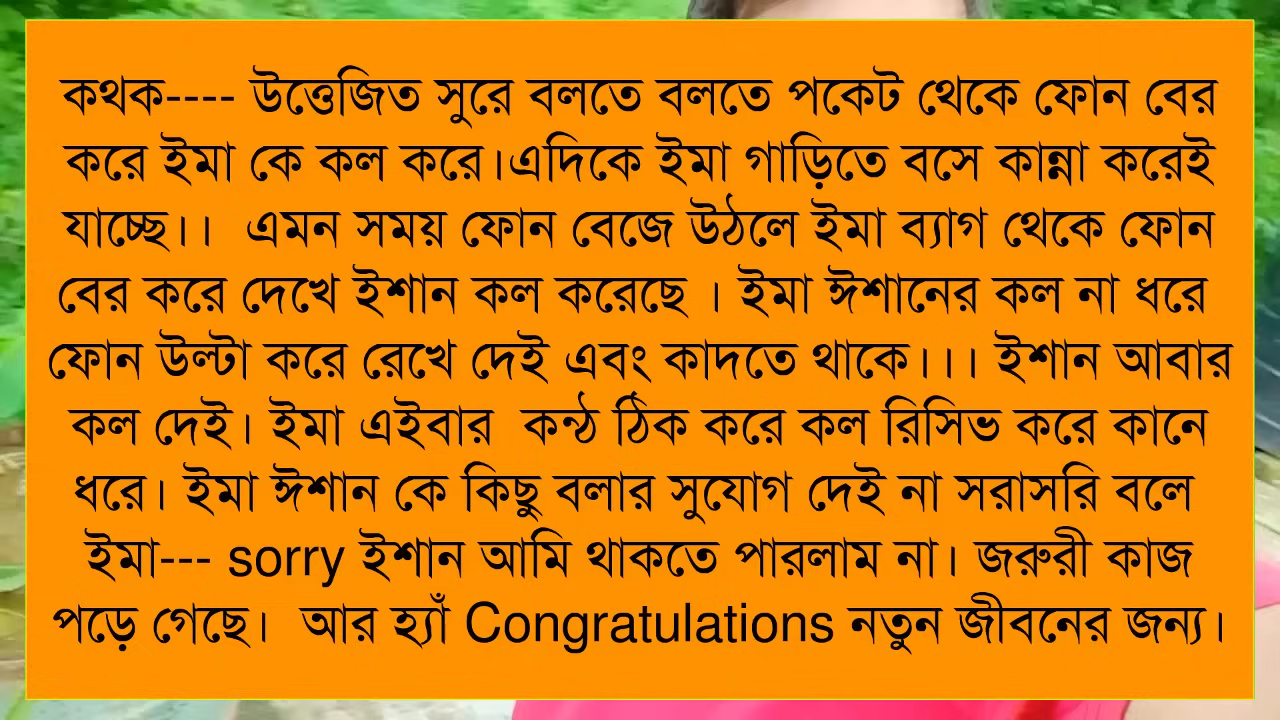 কথক---- উত্তেজিত সুরে বলতে বলতে পকেট থেকে ফোন বের
করে ইমা কে কল করে।এদিকে ইমা গাড়িতে বসে কান্না করেই
যাচ্ছে।। এমন সময় ফোন বেজে উঠলে ইমা ব্যাগ থেকে ফোন
বের করে দেখে ইশান কল করেছে । ইমা ঈশানের কল না ধরে
ফোন উল্টা করে রেখে দেই এবং কাদতে থাকে।।। ইশান আবার
কল দেই। ইমা এইবার কন্ঠ ঠিক করে কল রিসিভ করে কানে
ধরে। ইমা ঈশান কে কিছু বলার সুযোগ দেই না সরাসরি বলে
ইমা--- sorry ইশান আমি থাকতে পারলাম না। জরুরী কাজ
পড়ে গেছে। আর হ্যাঁ Congratulations নতুন জীবনের জন্য।